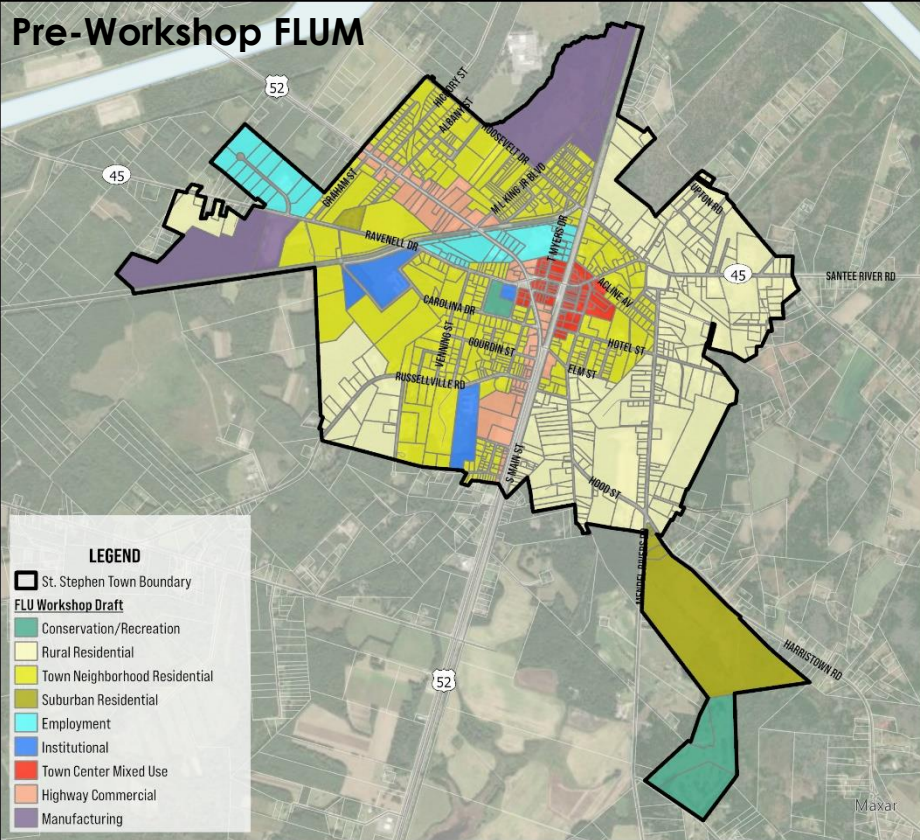 Pre-Workshop FLUM
52
45
HICKORY ST
ALBANY ST
ROOSEVELT DR
GRAHAM ST
M L KING JR BLVD
UPTON RD
RAVENELL DR
T MYERS DR
45
SANTEE RIVER RD
ACLINE AV
CAROLINA DR
VENNING ST
GOURDIN ST
HOTEL ST
ELM ST
RUSSELLVILLE RD
S MAIN ST
HOOD ST
HARRISTOWN RD
52
LEGEND
St. Stephen Town Boundary
FLU Workshop Draft
Conservation/Recreation
Rural Residential
Town Neighborhood Residential
Suburban Residential
Employment
Institutional
Town Center Mixed Use
Highway Commercial
Manufacturing
Maxar